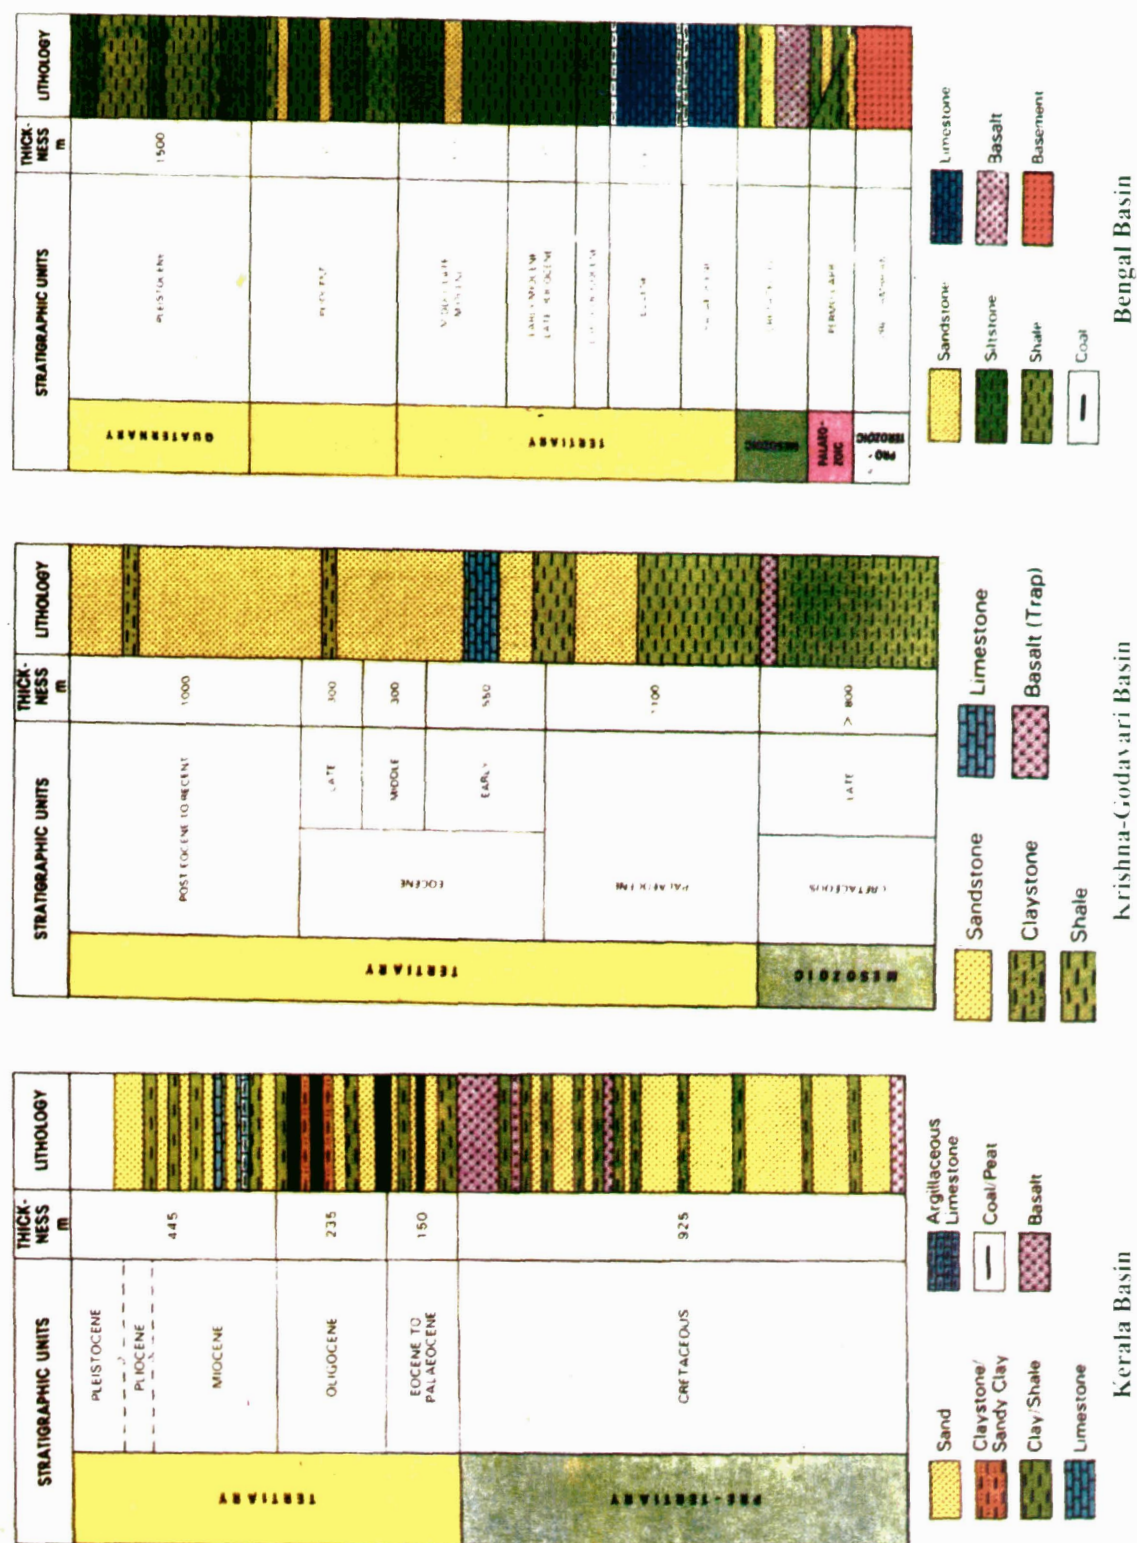 STRATIGRAPHIC UNITS
THICK-
NESS
m
LITHOLOGY
TERTIARY
PLEISTOCENE
PLIOCENE
MIOCENE
445
OLIGOCENE
235
EOCENE TO
PALAEOCENE
150
PRE-TERTIARY
CRETACEOUS
925
Sand
Claystone/
Sandy Clay
Clay/Shale
Limestone
Argillaceous
Limestone
Coal/Peat
Basalt
Kerala Basin
STRATIGRAPHIC UNITS
THICK-
NESS
m
LITHOLOGY
TERTIARY
POST EOCENE TO RECENT
1000
EOCENE
LATE
300
MIDDLE
300
EARLY
550
PALAEOCENE
1100
MESOZOIC
CRETACEOUS
LATE
> 800
Sandstone
Claystone
Shale
Limestone
Basalt (Trap)
Krishna-Godavari Basin
STRATIGRAPHIC UNITS
THICK-
NESS
m
LITHOLOGY
QUATERNARY
PLEISTOCENE
1500
TERTIARY
EARLY MIOCENE
MESOZOIC
PALAEO-
ZOIC
PRO-
TEROZOIC
Sandstone
Siltstone
Shale
Coal
Limestone
Basalt
Basement
Bengal Basin